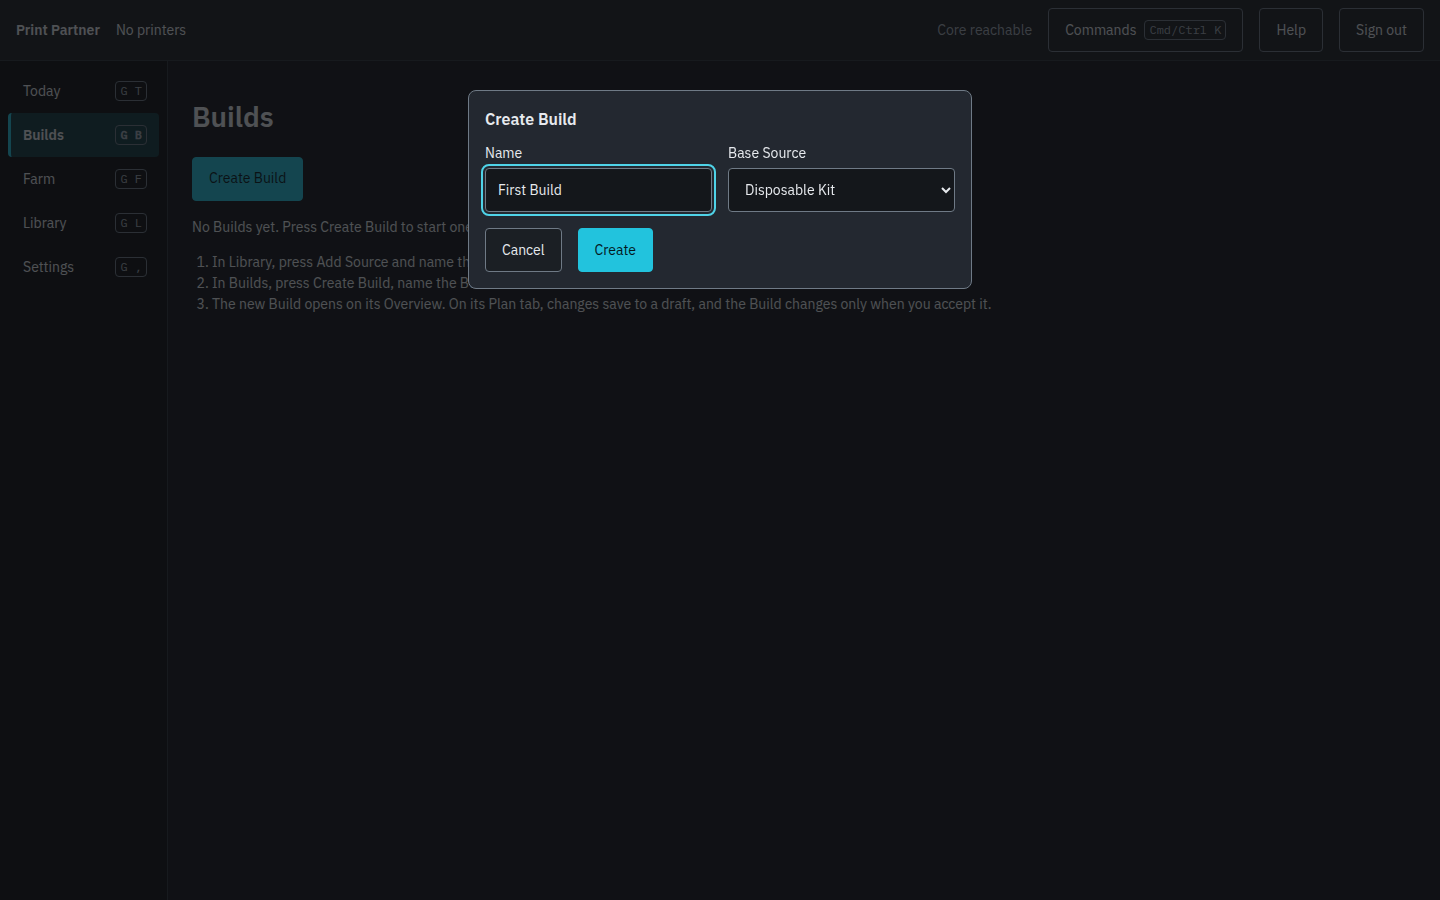 Print Partner No printers Core reachable Commands Cmd/Ctrl K Help Sign out
Today G T
Builds G B
Farm G F
Library G L
Settings G ,
Builds
Create Build
No Builds yet. Press Create Build to start one
1. In Library, press Add Source and name th
2. In Builds, press Create Build, name the B
3. The new Build opens on its Overview. On its Plan tab, changes save to a draft, and the Build changes only when you accept it.
Create Build
Name Base Source
First Build Disposable Kit
Cancel Create